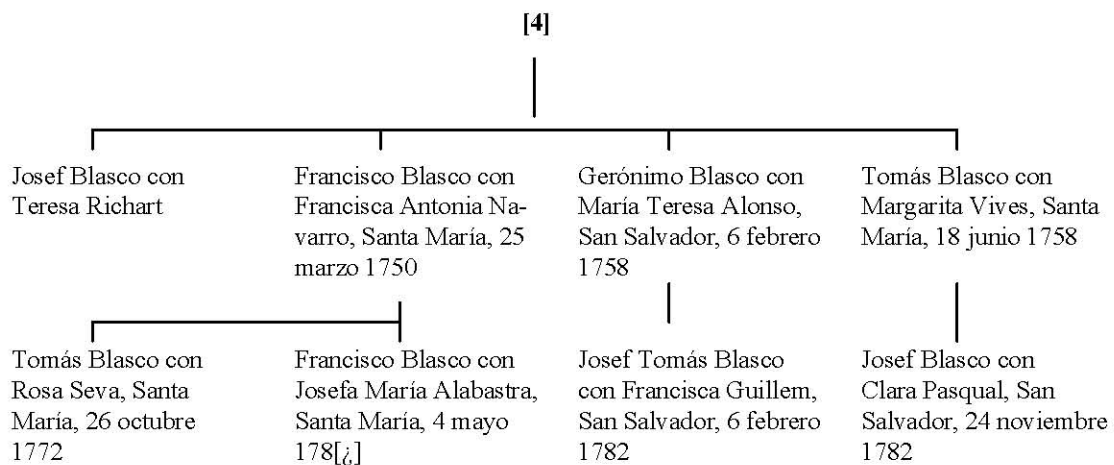 [4]
Josef Blasco con
Teresa Richart
Francisco Blasco con
Francisca Antonia Na-
varro, Santa María, 25
marzo 1750
Gerónimo Blasco con
María Teresa Alonso,
San Salvador, 6 febrero
1758
Tomás Blasco con
Margarita Vives, Santa
María, 18 junio 1758
Tomás Blasco con
Rosa Seva, Santa
María, 26 octubre
1772
Francisco Blasco con
Josefa María Alabastra,
Santa María, 4 mayo
178[¿]
Josef Tomás Blasco
con Francisca Guillem,
San Salvador, 6 febrero
1782
Josef Blasco con
Clara Pasqual, San
Salvador, 24 noviembre
1782